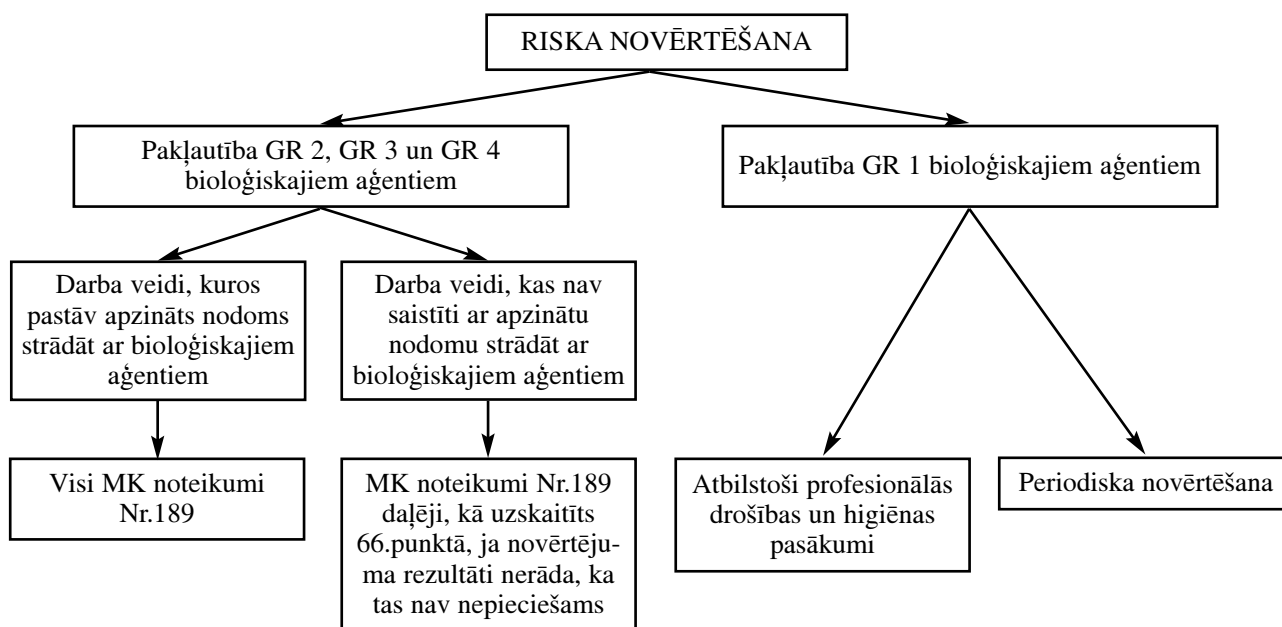 RISKA NOVĒRTĒŠANA
Pakļautība GR 2, GR 3 un GR 4
bioloģiskajiem aģentiem
Pakļautība GR 1 bioloģiskajiem aģentiem
Darba veidi, kuros
pastāv apzināts nodoms
strādāt ar bioloģiskajiem
aģentiem
Darba veidi, kas nav
saistīti ar apzinātu
nodomu strādāt ar
bioloģiskajiem aģentiem
Visi MK noteikumi
Nr.189
MK noteikumi Nr.189
daļēji, kā uzskaitīts
66.punktā, ja novērtēju-
ma rezultāti nerāda, ka
tas nav nepieciešams
Atbilstoši profesionālās
drošības un higiēnas
pasākumi
Periodiska novērtēšana